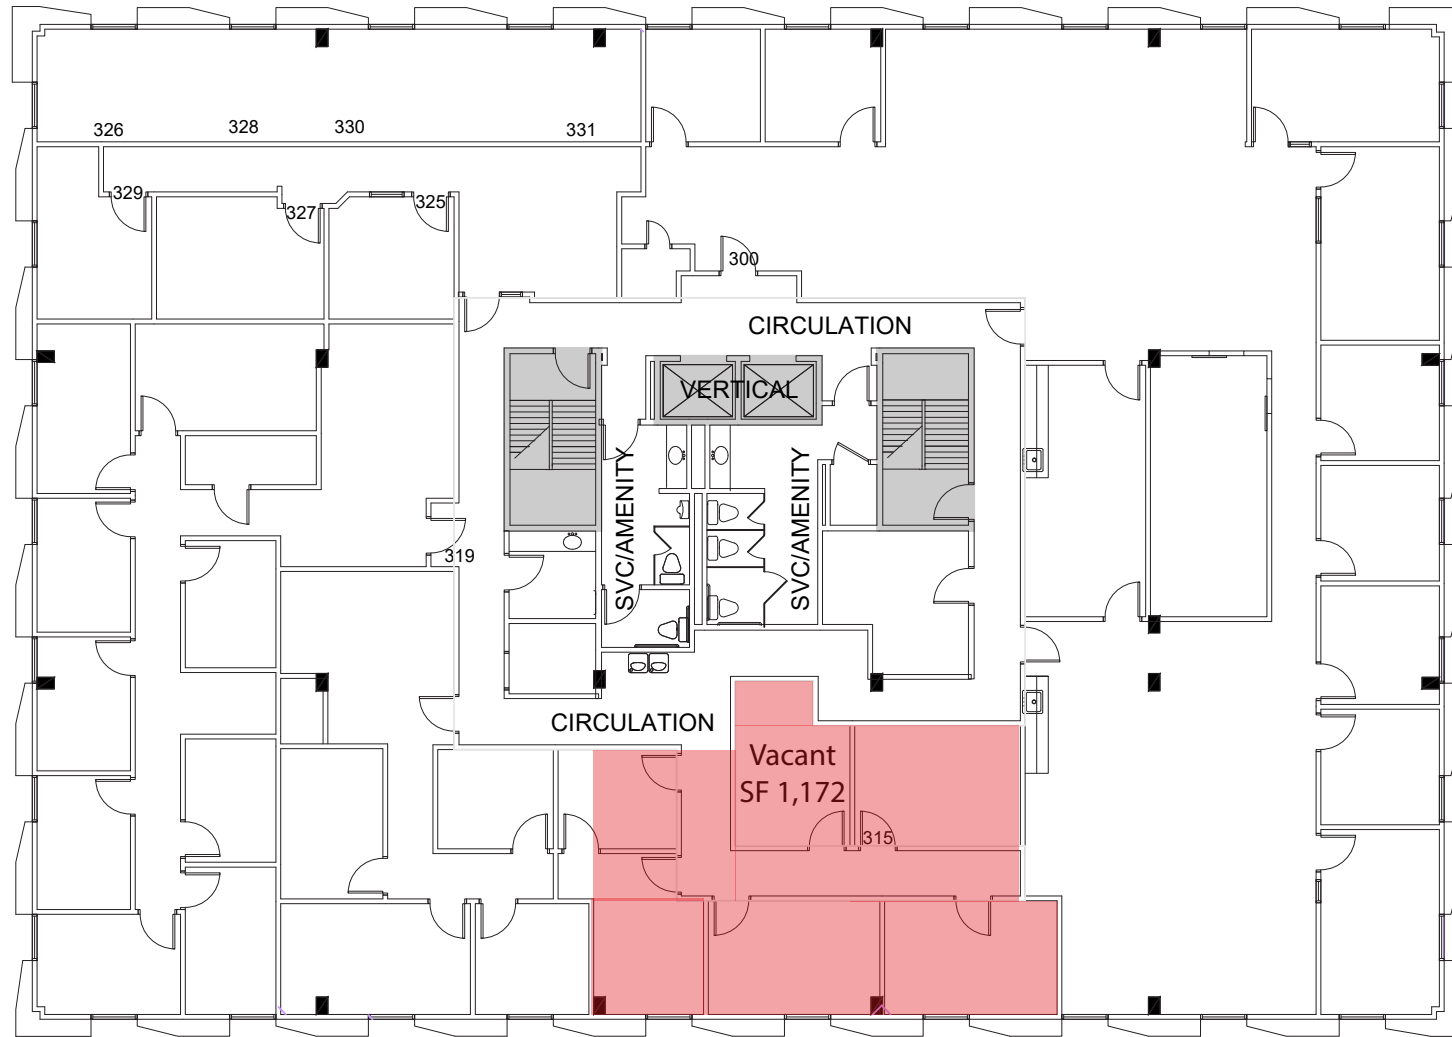 326
328
330
331
329
327
325
300
CIRCULATION
VERTICAL
SVC/AMENITY
SVC/AMENITY
319
CIRCULATION
Vacant
SF 1,172
315